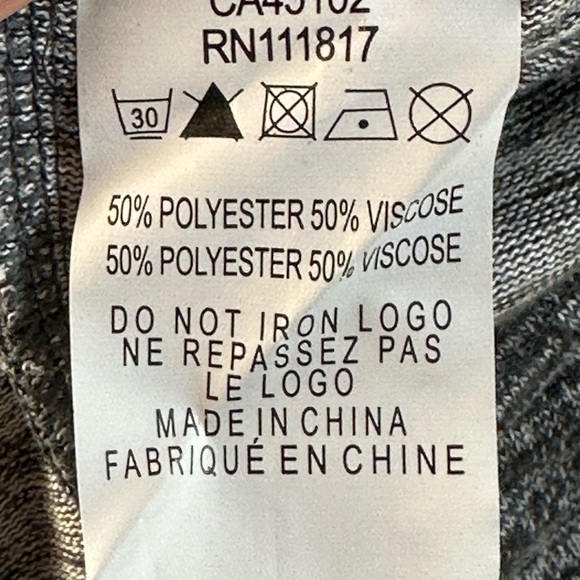 CA45102
RN111817
30
50% POLYESTER 50% VISCOSE
50% POLYESTER 50% VISCOSE
DO NOT IRON LOGO
NE REPASSEZ PAS
LE LOGO
MADE IN CHINA
FABRIQUÉ EN CHINE